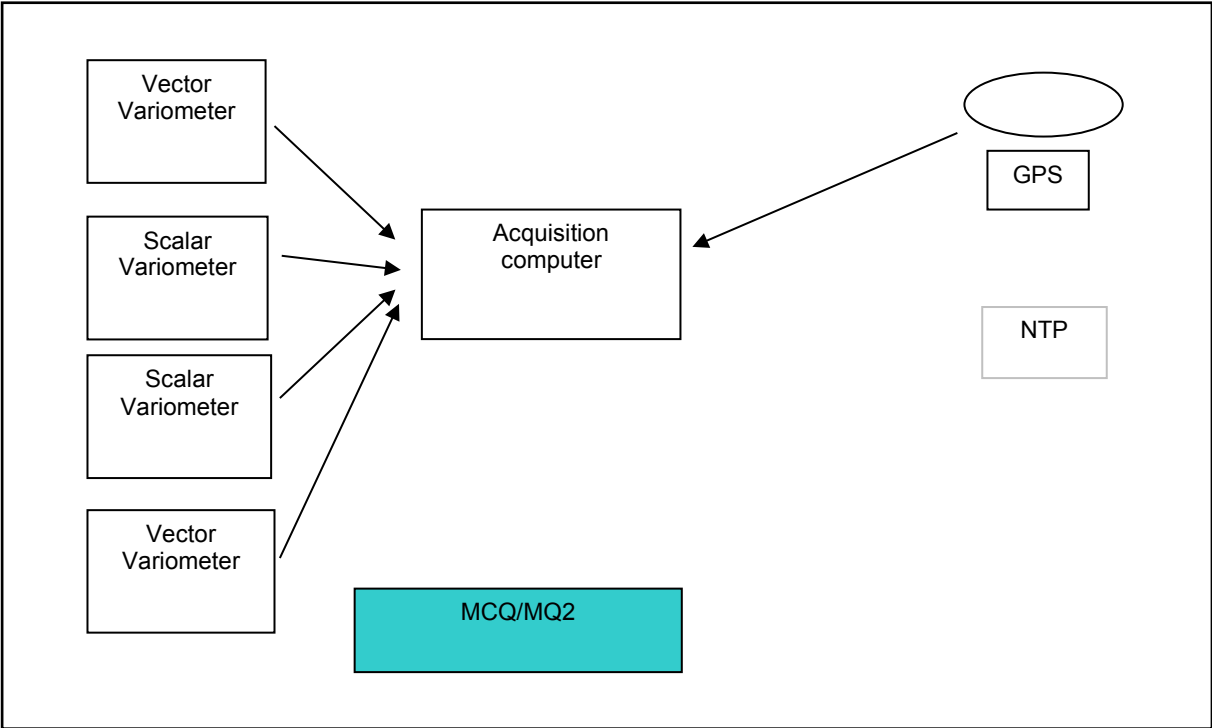 Vector
Variometer
Scalar
Variometer
Scalar
Variometer
Vector
Variometer
Acquisition
computer
MCQ/MQ2
GPS
NTP